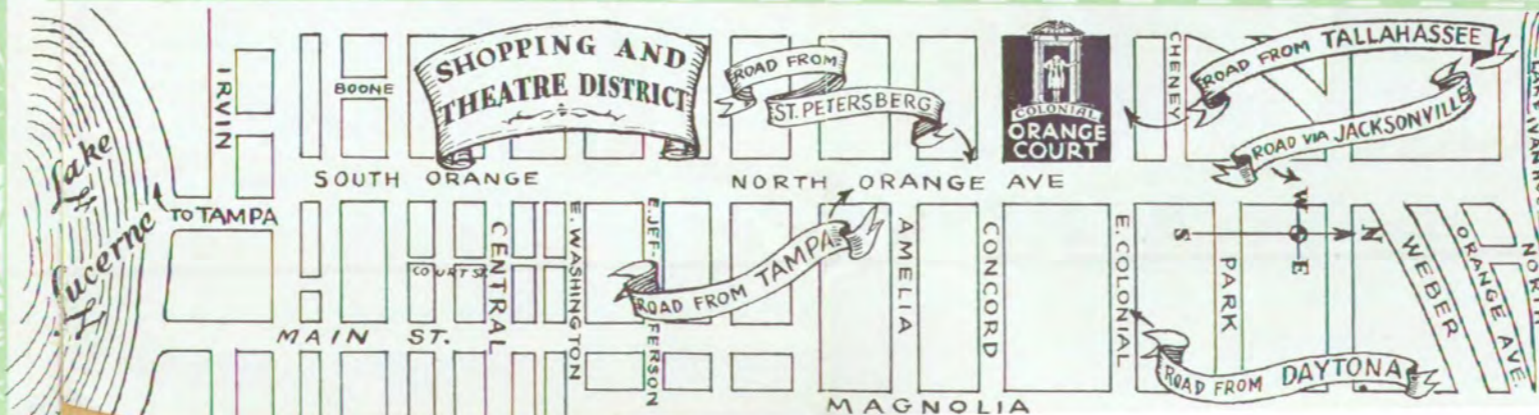 Lake
Lucerne
TO TAMPA
IRVIN
BOONE
SHOPPING AND
THEATRE DISTRICT
ROAD FROM
ST. PETERSBERG
COLONIAL
ORANGE
COURT
CHENEY
ROAD FROM TALLAHASSEE
ROAD VIA JACKSONVILLE
SOUTH ORANGE
NORTH ORANGE AVE
COURT ST.
CENTRAL
E. WASHINGTON
E. JEFFERSON
ROAD FROM TAMPA
AMELIA
CONCORD
E. COLONIAL
PARK
W
S
N
E
WEBER
ORANGE AVE.
NORTH
MAIN ST.
ROAD FROM DAYTONA
MAGNOLIA